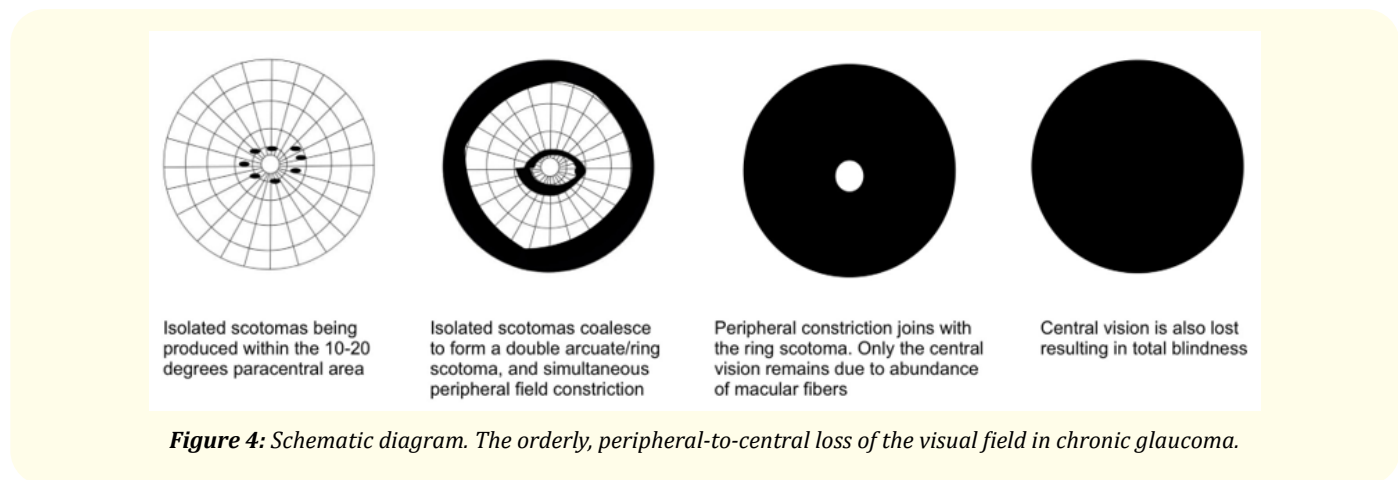 Isolated scotomas being
produced within the 10-20
degrees paracentral area
Isolated scotomas coalesce
to form a double arcuate/ring
scotoma, and simultaneous
peripheral field constriction
Peripheral constriction joins with
the ring scotoma. Only the central
vision remains due to abundance
of macular fibers
Central vision is also lost
resulting in total blindness
Figure 4: Schematic diagram. The orderly, peripheral-to-central loss of the visual field in chronic glaucoma.